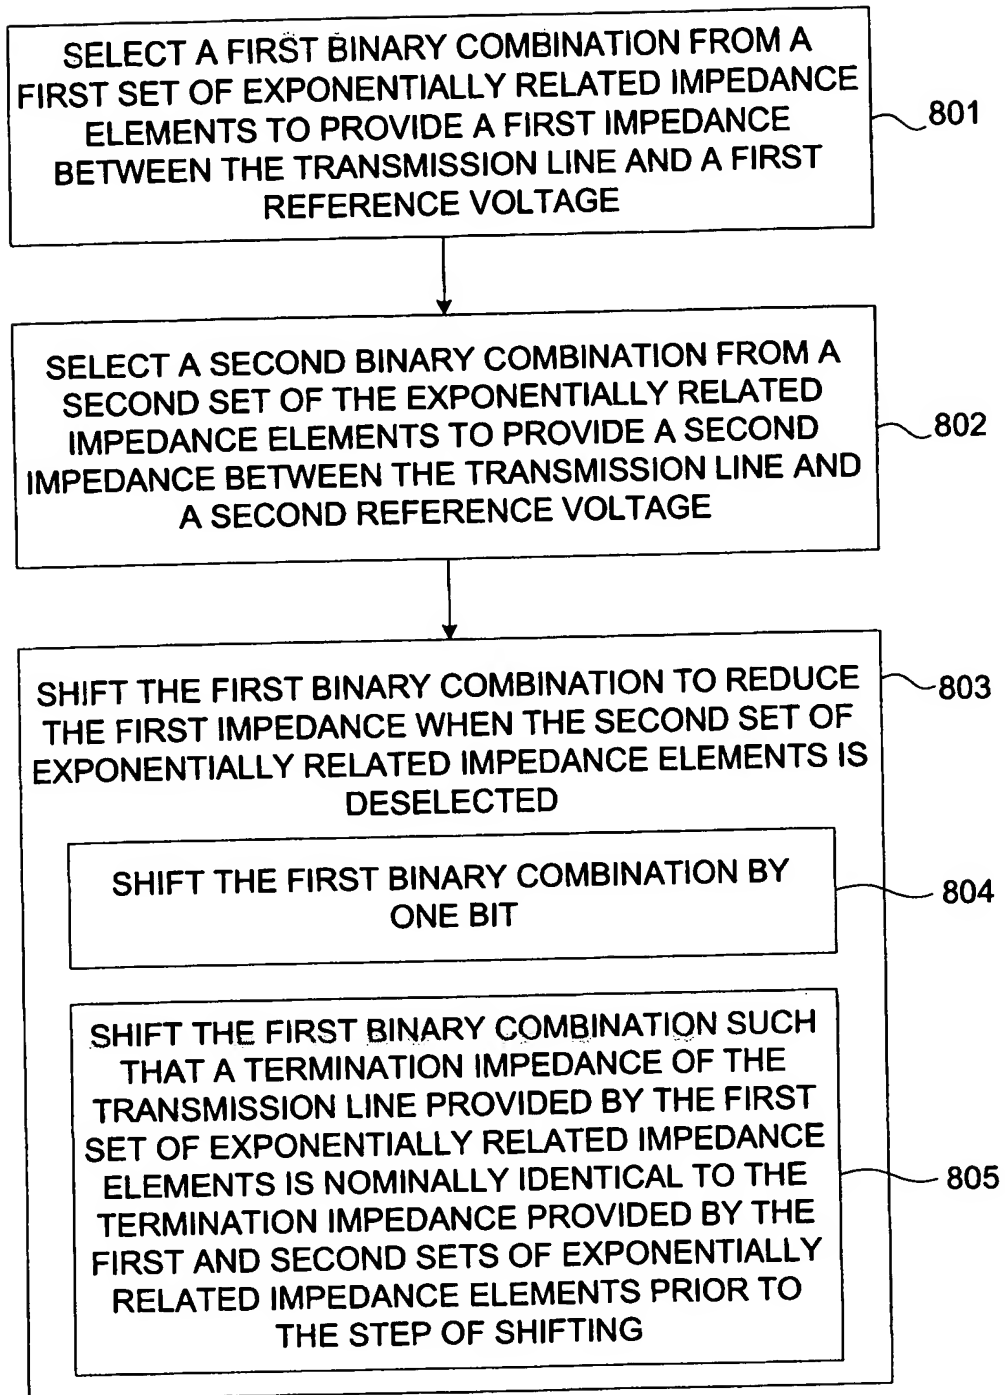 SELECT A FIRST BINARY COMBINATION FROM A
FIRST SET OF EXPONENTIALLY RELATED IMPEDANCE
ELEMENTS TO PROVIDE A FIRST IMPEDANCE
BETWEEN THE TRANSMISSION LINE AND A FIRST
REFERENCE VOLTAGE
801
SELECT A SECOND BINARY COMBINATION FROM A
SECOND SET OF THE EXPONENTIALLY RELATED
IMPEDANCE ELEMENTS TO PROVIDE A SECOND
IMPEDANCE BETWEEN THE TRANSMISSION LINE AND
A SECOND REFERENCE VOLTAGE
802
SHIFT THE FIRST BINARY COMBINATION TO REDUCE
THE FIRST IMPEDANCE WHEN THE SECOND SET OF
EXPONENTIALLY RELATED IMPEDANCE ELEMENTS IS
DESELECTED
803
SHIFT THE FIRST BINARY COMBINATION BY
ONE BIT
804
SHIFT THE FIRST BINARY COMBINATION SUCH
THAT A TERMINATION IMPEDANCE OF THE
TRANSMISSION LINE PROVIDED BY THE FIRST
SET OF EXPONENTIALLY RELATED IMPEDANCE
ELEMENTS IS NOMINALLY IDENTICAL TO THE
TERMINATION IMPEDANCE PROVIDED BY THE
FIRST AND SECOND SETS OF EXPONENTIALLY
RELATED IMPEDANCE ELEMENTS PRIOR TO
THE STEP OF SHIFTING
805